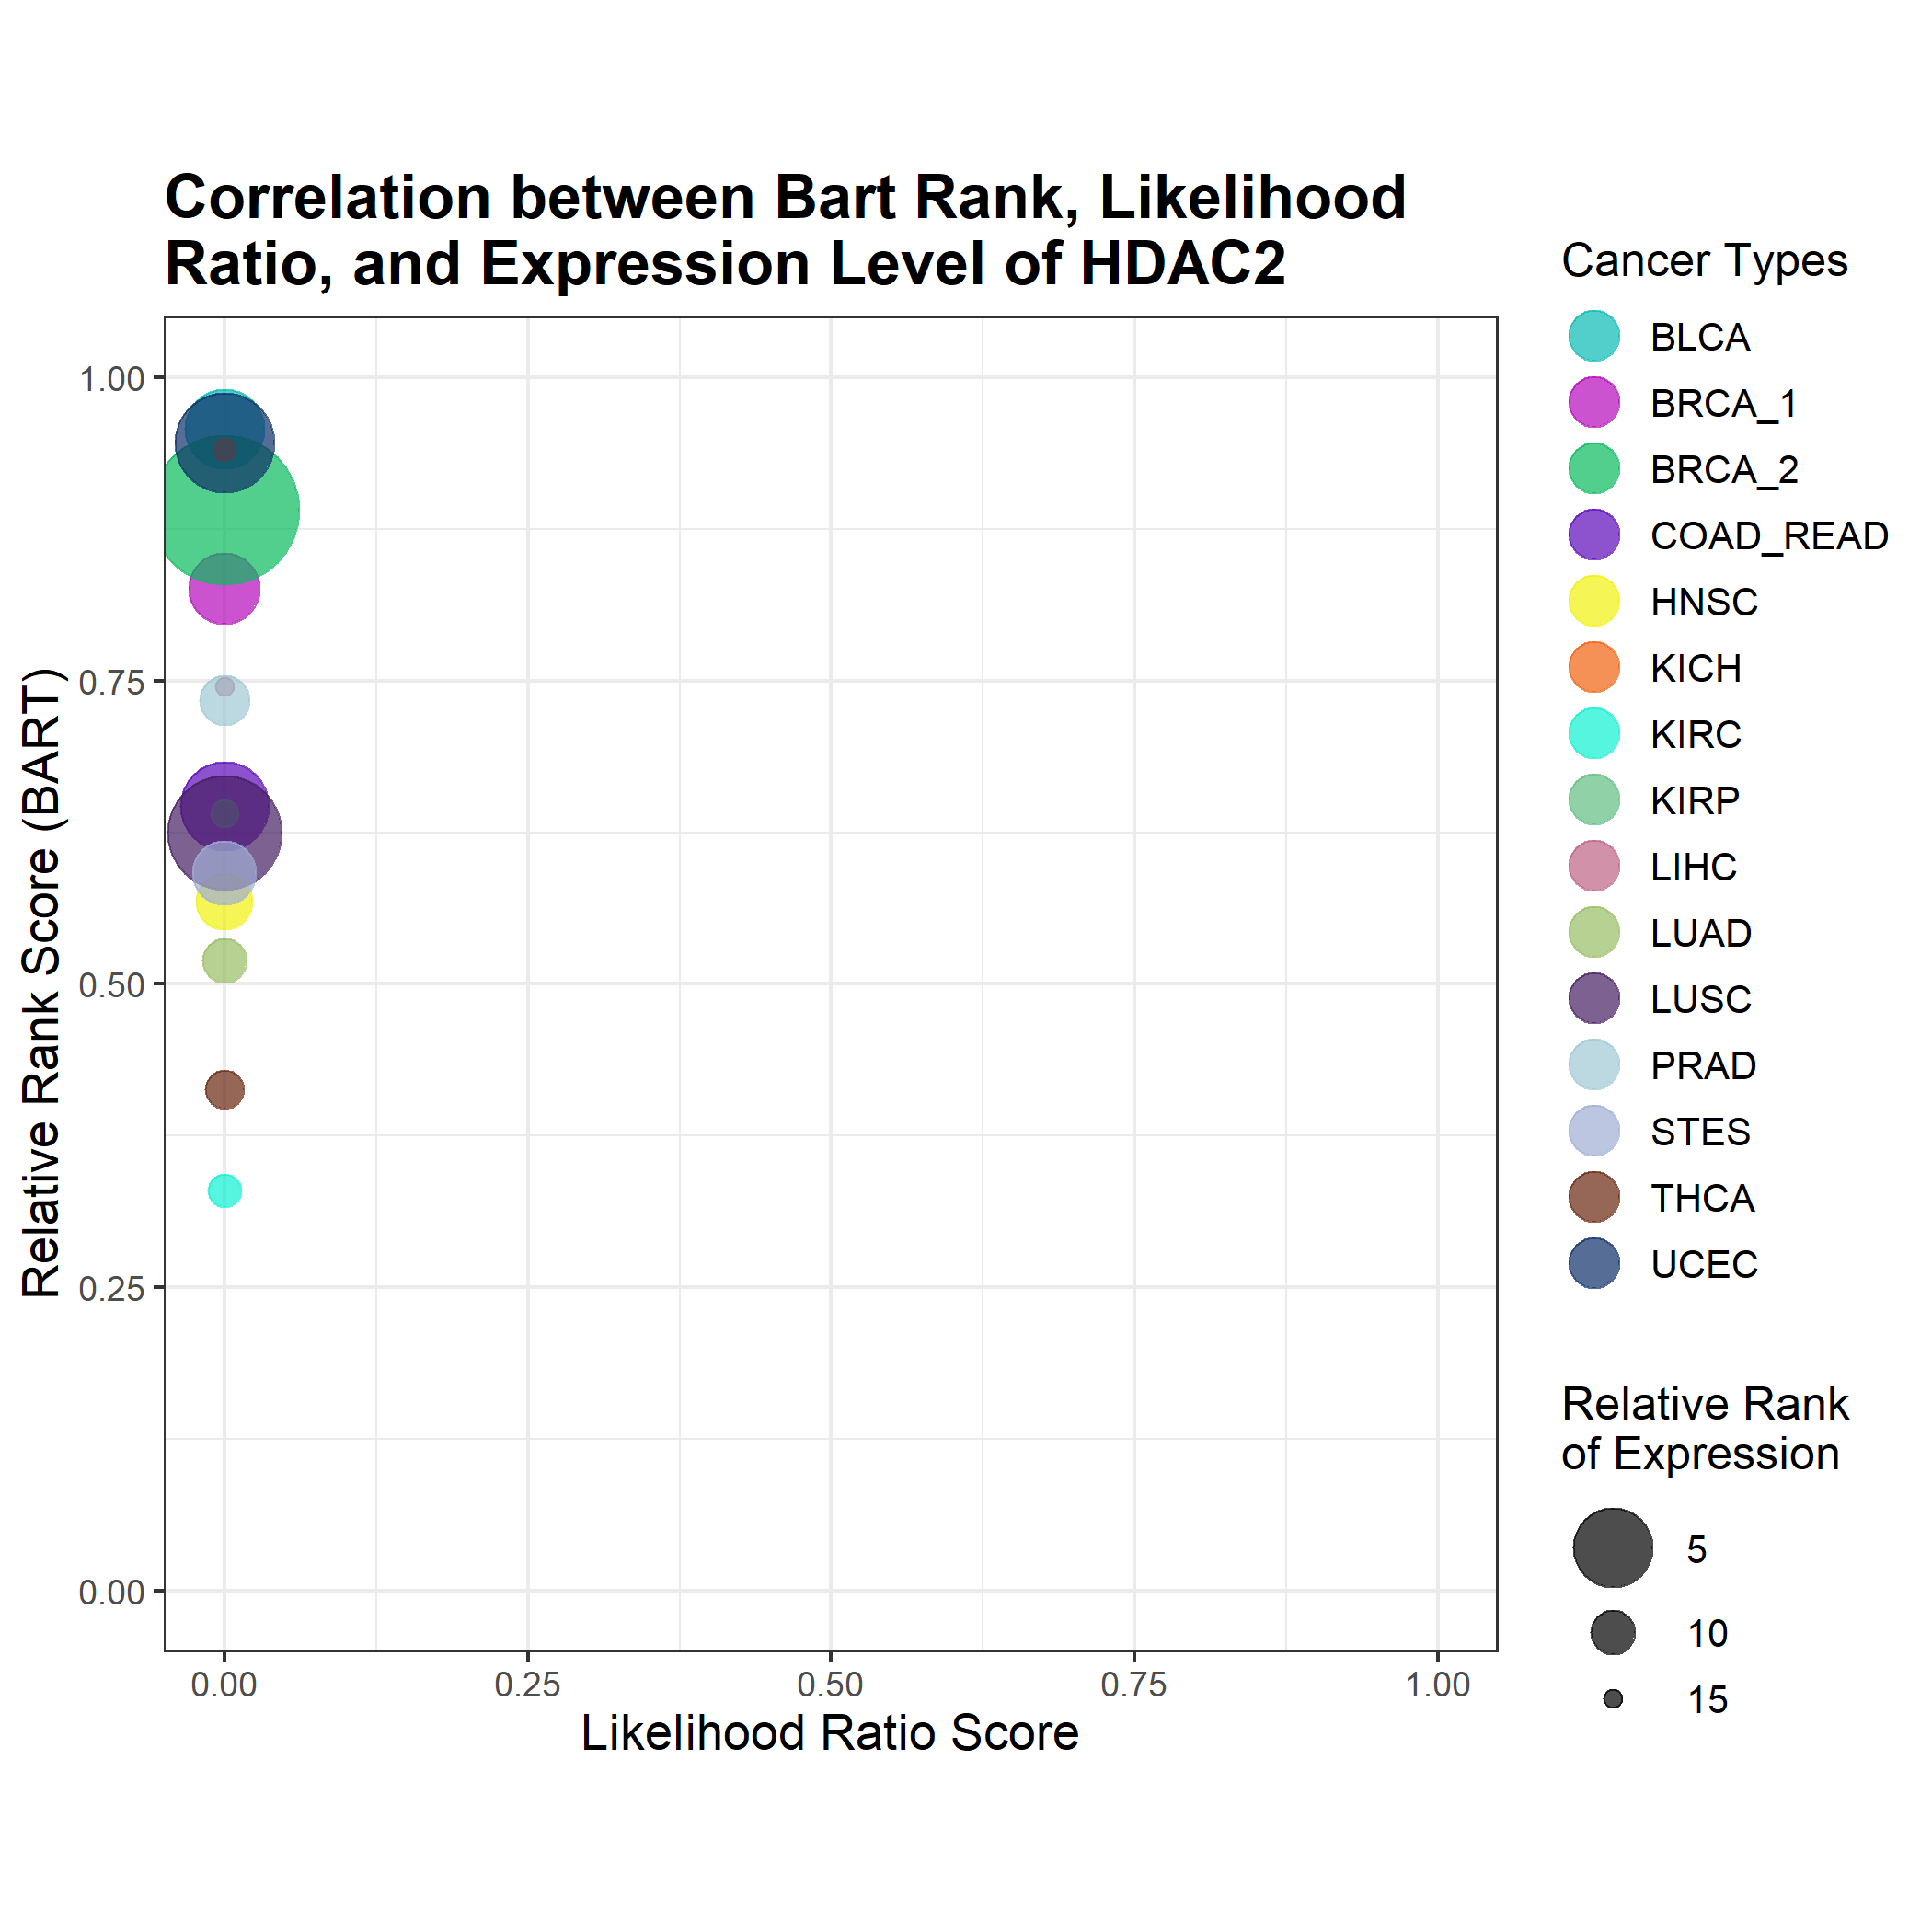 Correlation between Bart Rank, Likelihood
Ratio, and Expression Level of HDAC2
Relative Rank Score (BART)
1.00
0.75
0.50
0.25
0.00
0.00 0.25 0.50 0.75 1.00
Likelihood Ratio Score
Cancer Types
BLCA
BRCA_1
BRCA_2
COAD_READ
HNSC
KICH
KIRC
KIRP
LIHC
LUAD
LUSC
PRAD
STES
THCA
UCEC
Relative Rank
of Expression
5
10
15